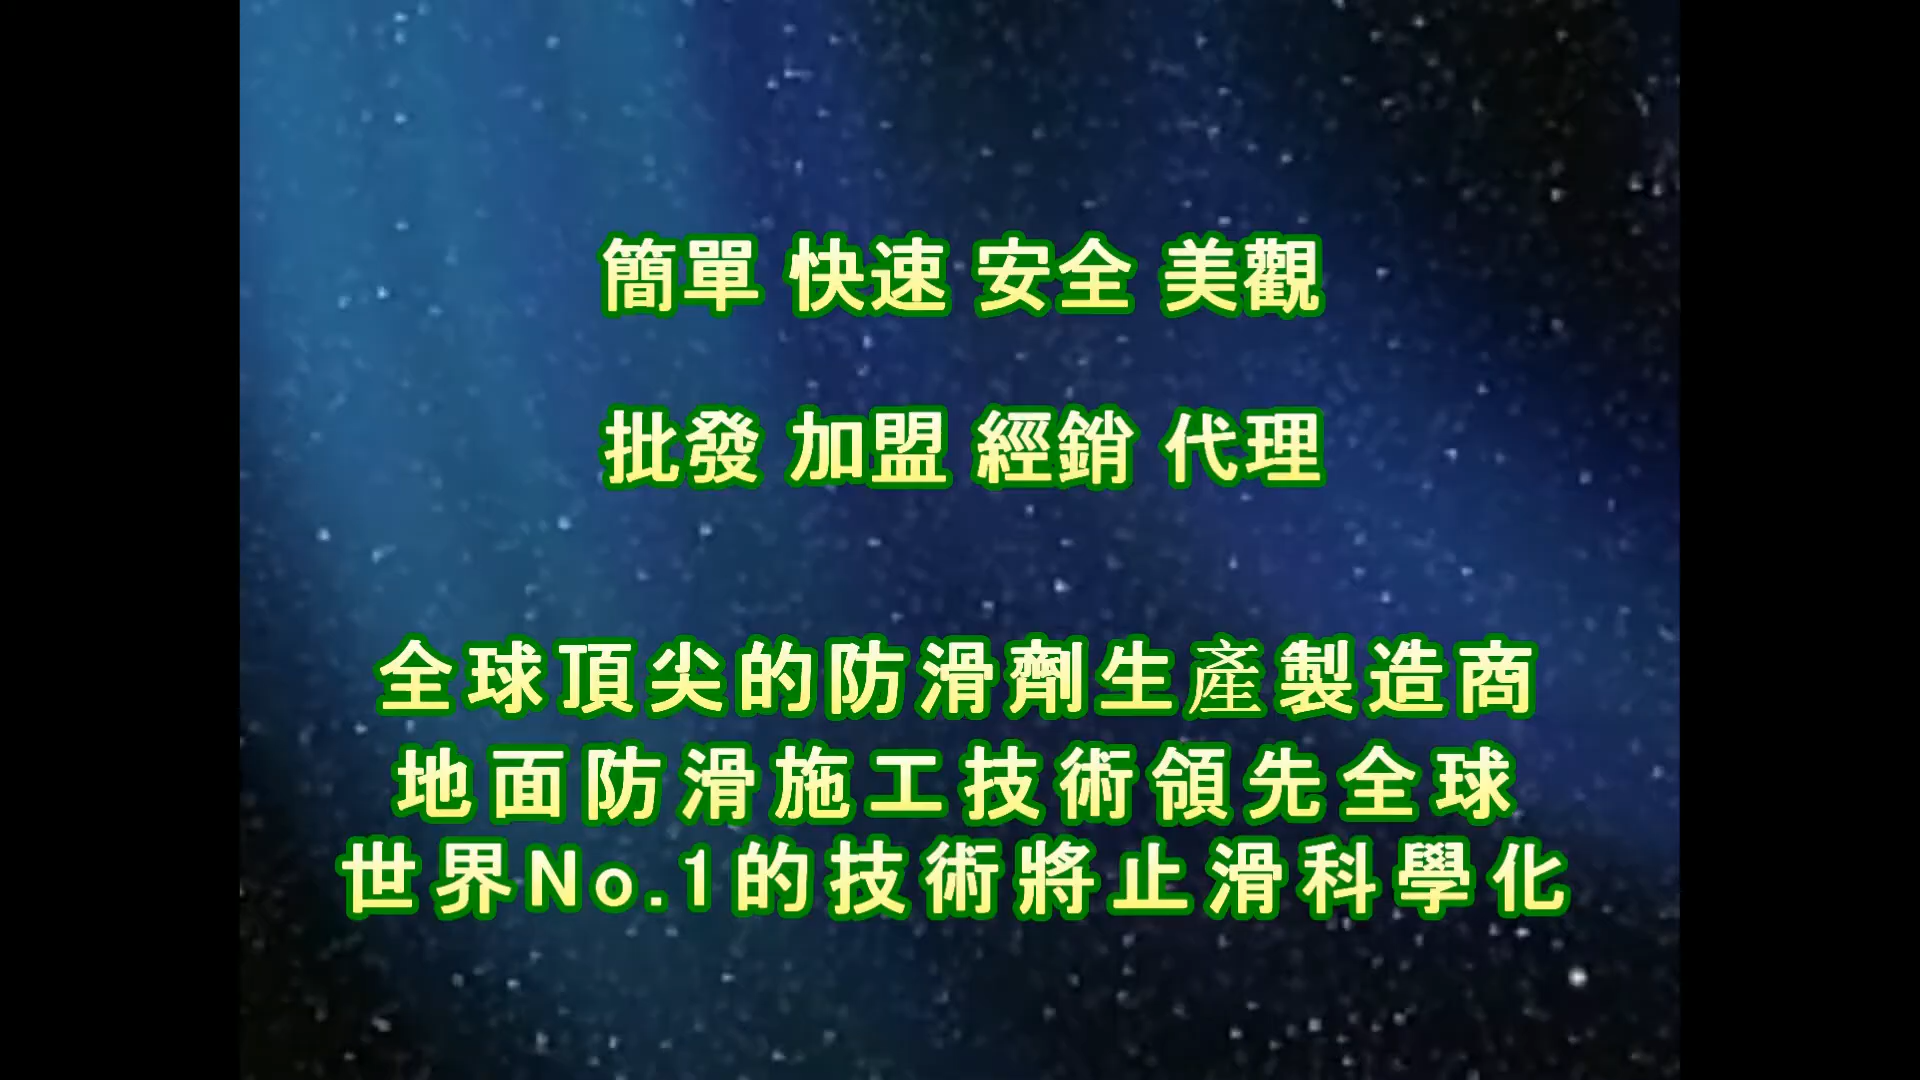 簡單 快速 安全 美觀
批發 加盟 經銷 代理
全球頂尖的防滑劑生產製造商
地面防滑施工技術領先全球
世界No.1的技術將止滑科學化